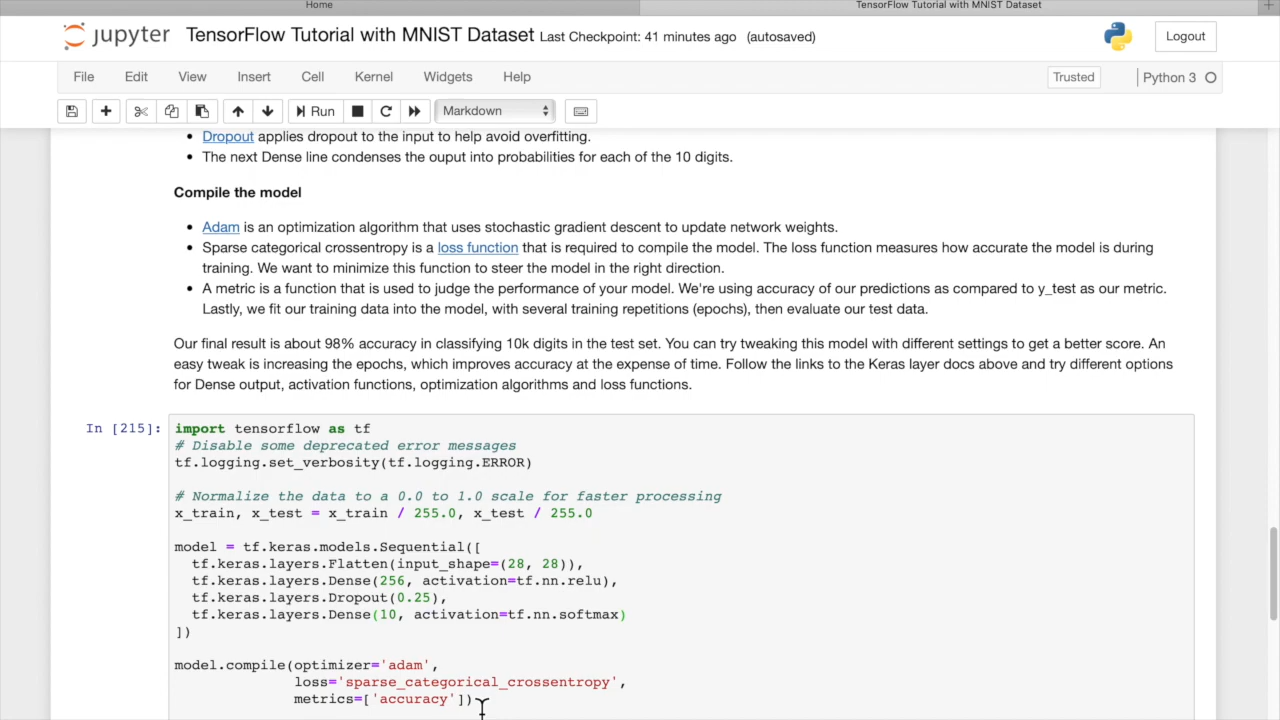 Home
TensorFlow Tutorial with MNIST Dataset
jupyter TensorFlow Tutorial with MNIST Dataset Last Checkpoint: 41 minutes ago (autosaved)
Logout
File Edit View Insert Cell Kernel Widgets Help
Trusted
Python 3
Run
Markdown
Dropout applies dropout to the input to help avoid overfitting.
The next Dense line condenses the ouput into probabilities for each of the 10 digits.
Compile the model
Adam is an optimization algorithm that uses stochastic gradient descent to update network weights.
Sparse categorical crossentropy is a loss function that is required to compile the model. The loss function measures how accurate the model is during
training. We want to minimize this function to steer the model in the right direction.
A metric is a function that is used to judge the performance of your model. We're using accuracy of our predictions as compared to y_test as our metric.
Lastly, we fit our training data into the model, with several training repetitions (epochs), then evaluate our test data.
Our final result is about 98% accuracy in classifying 10k digits in the test set. You can try tweaking this model with different settings to get a better score. An
easy tweak is increasing the epochs, which improves accuracy at the expense of time. Follow the links to the Keras layer docs above and try different options
for Dense output, activation functions, optimization algorithms and loss functions.
In [215]:
import tensorflow as tf
# Disable some deprecated error messages
tf.logging.set_verbosity(tf.logging.ERROR)
# Normalize the data to a 0.0 to 1.0 scale for faster processing
x_train, x_test = x_train / 255.0, x_test / 255.0
model = tf.keras.models.Sequential([
tf.keras.layers.Flatten(input_shape=(28, 28)),
tf.keras.layers.Dense(256, activation=tf.nn.relu),
tf.keras.layers.Dropout(0.25),
tf.keras.layers.Dense(10, activation=tf.nn.softmax)
])
model.compile(optimizer='adam',
loss='sparse_categorical_crossentropy',
metrics=['accuracy'])